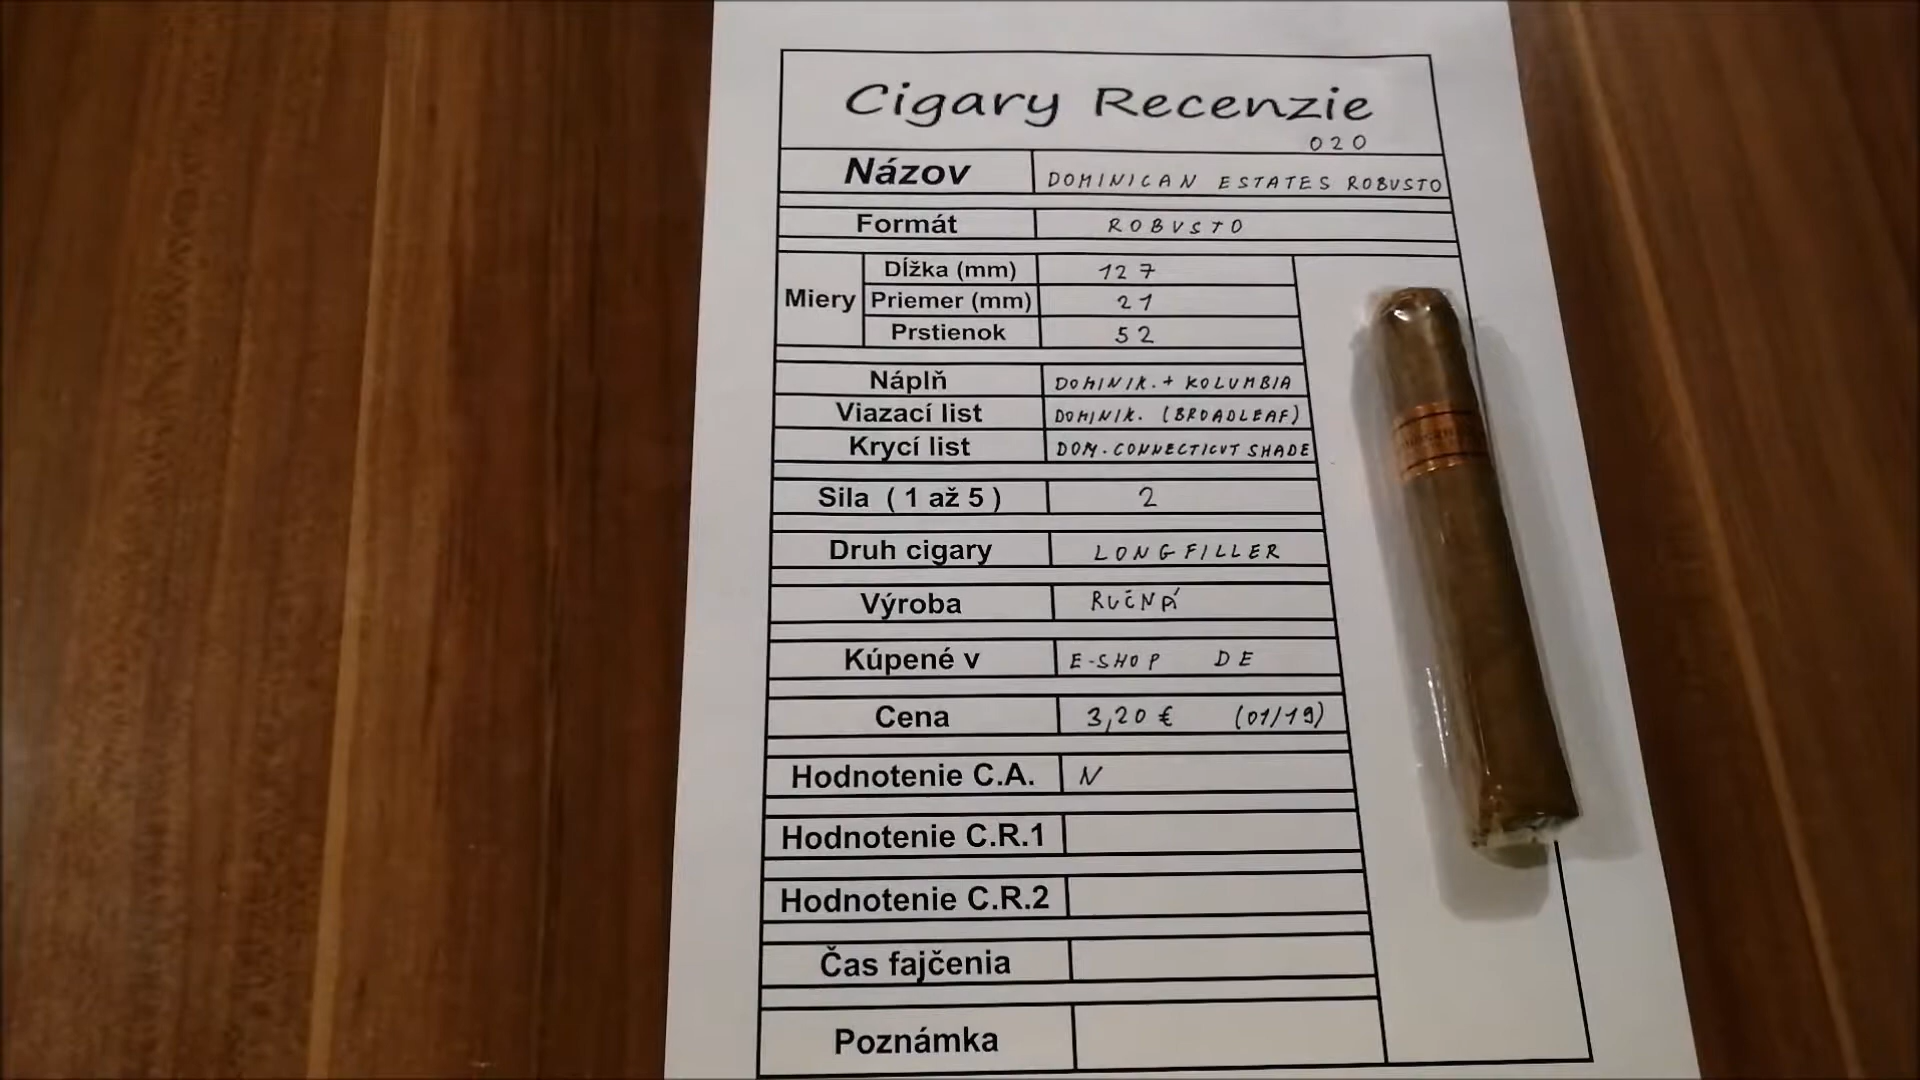 Cigary Recenzie
020
Názov DOMINICAN ESTATES ROBUSTO
Formát ROBUSTO
Miery
Dĺžka (mm) 127
Priemer (mm) 21
Prstienok 52
Náplň DOMINIK. + KOLUMBIA
Viazací list DOMINIK. (BROADLEAF)
Krycí list DOM. CONNECTICUT SHADE
Sila ( 1 až 5 ) 2
Druh cigary LONGFILLER
Výroba RUČNÁ
Kúpené v E-SHOP DE
Cena 3,20 € (01/19)
Hodnotenie C.A. N
Hodnotenie C.R.1
Hodnotenie C.R.2
Čas fajčenia
Poznámka